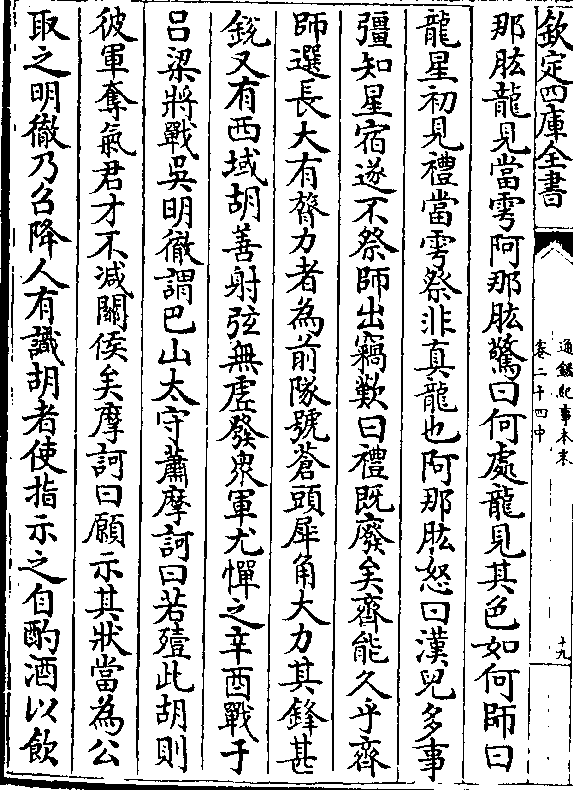 欽定四庫全書
通鑑紀事本末
卷二十四中
十九
那肱龍見當雩阿那肱驚曰何處龍見其色如何師曰
龍星初見禮當雩祭非真龍也阿那肱怒曰漢兒多事
彊知星宿遂不祭師出竊歎曰禮既廢矣齊能久乎齊
師選長大有膂力者為前隊號蒼頭犀角大力其鋒甚
銳又有西域胡善射弦無虛發衆軍尤憚之辛酉戰于
吕梁將戰吳明徹謂巴山太守蕭摩訶曰若殪此胡則
彼軍奪氣君才不減關侯矣摩訶曰願示其狀當為公
取之明徹乃召降人有識胡者使指示之自酌酒以飲